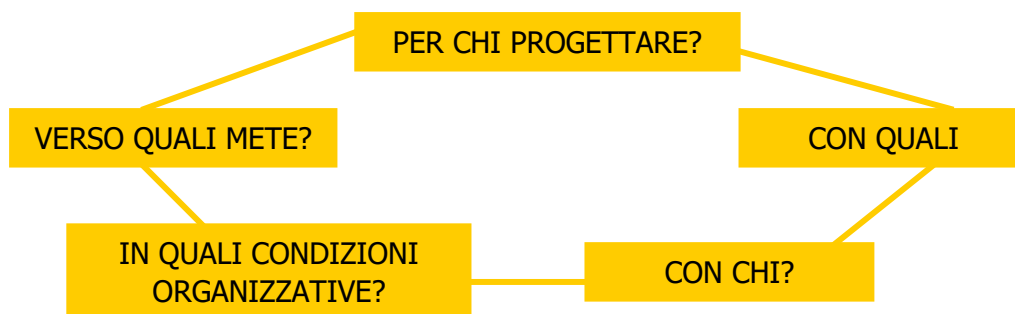 PER CHI PROGETTARE?
VERSO QUALI METE?
CON QUALI
IN QUALI CONDIZIONI
ORGANIZZATIVE?
CON CHI?